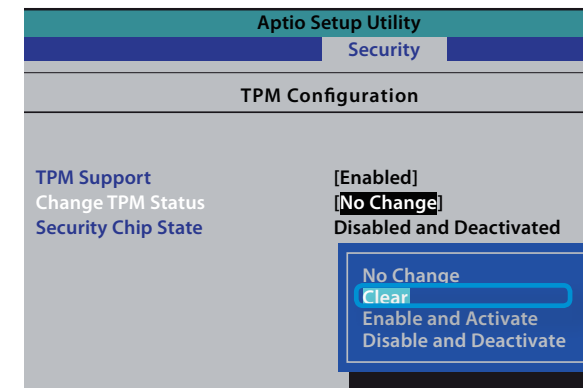 Aptio Setup Utility
Security
TPM Configuration
TPM Support [Enabled]
Change TPM Status [No Change]
Security Chip State Disabled and Deactivated
No Change
Clear
Enable and Activate
Disable and Deactivate